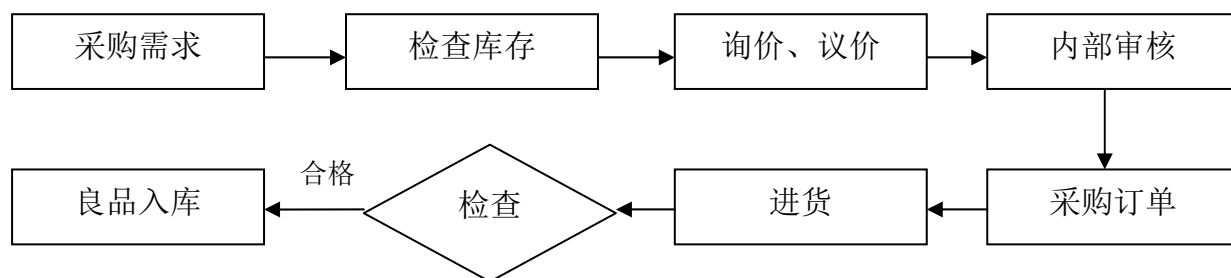 采购需求
检查库存
询价、议价
内部审核
合格
良品入库
检查
进货
采购订单